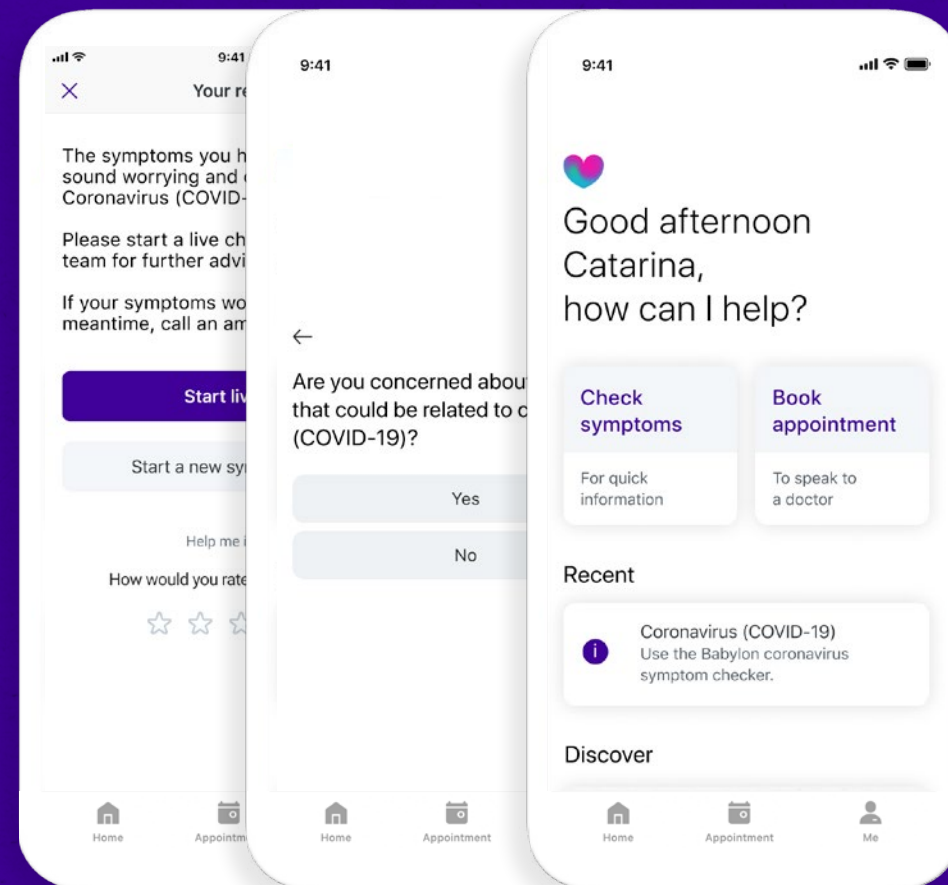 9:41
Your re
The symptoms you h
sound worrying and
Coronavirus (COVID-
Please start a live ch
team for further advi
If your symptoms wo
meantime, call an am
Start liv
Start a new sy
Help me i
How would you rate
Home
Appointm
9:41
Are you concerned abou
that could be related to c
(COVID-19)?
Yes
No
Home
Appointment
9:41
Good afternoon
Catarina,
how can I help?
Check
symptoms
For quick
information
Book
appointment
To speak to
a doctor
Recent
Coronavirus (COVID-19)
Use the Babylon coronavirus
symptom checker.
Discover
Home
Appointment
Me